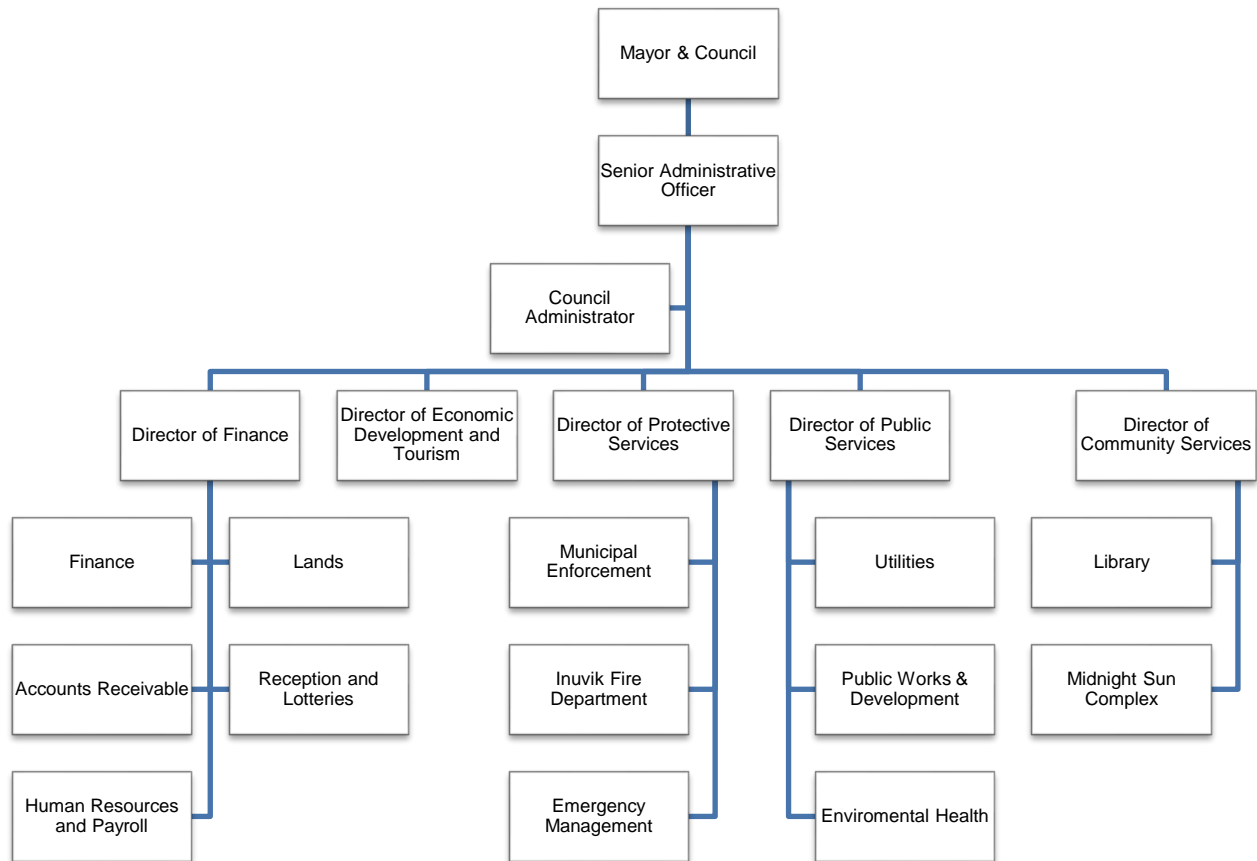 Mayor & Council
Senior Administrative
Officer
Council
Administrator
Director of Finance
Director of Economic
Development and
Tourism
Director of Protective
Services
Director of Public
Services
Director of
Community Services
Finance
Lands
Municipal
Enforcement
Utilities
Library
Accounts Receivable
Reception and
Lotteries
Inuvik Fire
Department
Public Works &
Development
Midnight Sun
Complex
Human Resources
and Payroll
Emergency
Management
Enviromental Health